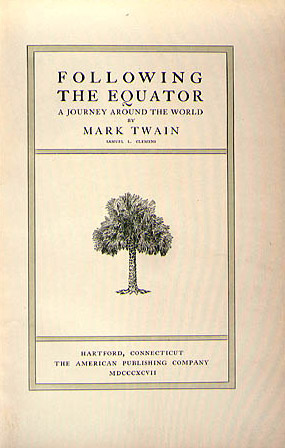 FOLLOWING
THE EQUATOR
A JOURNEY AROUND THE WORLD
BY
MARK TWAIN
SAMUEL L. CLEMENS
HARTFORD, CONNECTICUT
THE AMERICAN PUBLISHING COMPANY
MDCCCXCVII